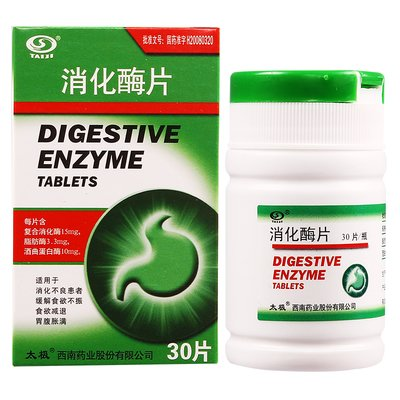 TAIJI
批准文号：国药准字H20080320
消化酶片
DIGESTIVE
ENZYME
TABLETS
每片含
复合消化酶15mg,
脂肪酶3.3mg,
酒曲蛋白酶10mg。
适用于
消化不良患者
缓解食欲不振
食欲减退
胃腹胀满
太极 西南药业股份有限公司
30片
TAIJI
消化酶片 30片/瓶
DIGESTIVE
ENZYME
TABLETS
太极 西南药业股份有限公司